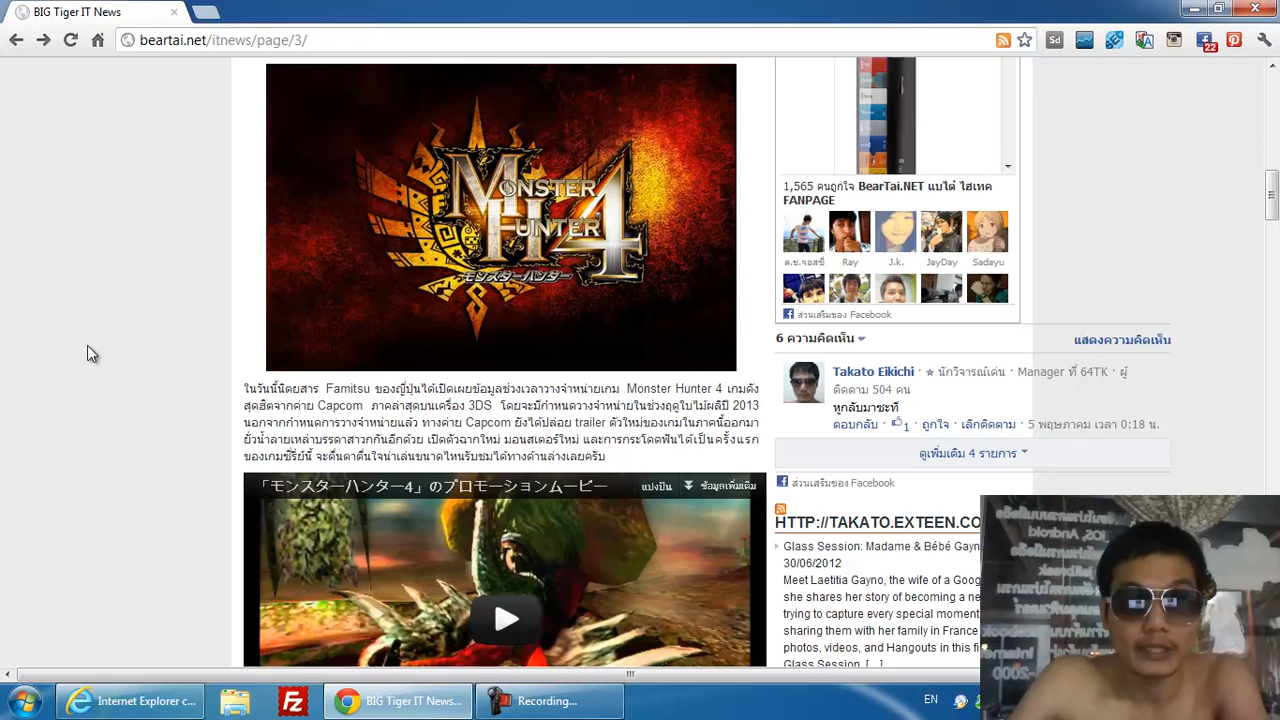 BIG Tiger IT News
beartai.net/itnews/page/3/
Sd
22
MONSTER
HUNTER 4
モンスターハンター
ในวันนี้นิตยสาร Famitsu ของญี่ปุ่นได้เปิดเผยข้อมูลช่วงเวลาวางจำหน่ายเกม Monster Hunter 4 เกมดัง
สุดฮิตจากค่าย Capcom ภาคล่าสุดบนเครื่อง 3DS โดยจะมีกำหนดวางจำหน่ายในช่วงฤดูใบไม้ผลิปี 2013
นอกจากกำหนดการวางจำหน่ายแล้ว ทางค่าย Capcom ยังได้ปล่อย trailer ตัวใหม่ของเกมในภาคนี้ออกมา
ยั่วน้ำลายเหล่าบรรดาสาวกกันอีกด้วย เปิดตัวฉากใหม่ มอนสเตอร์ใหม่ และการกระโดดฟันได้เป็นครั้งแรก
ของเกมซี่รี่ย์นี้ จะตื่นตาตื่นใจน่าเล่นขนาดไหนรับชมได้ทางด้านล่างเลยครับ
「モンスターハンター4」のプロモーションムービー
แบ่งปัน
ข้อมูลเพิ่มเติม
1,565 คนถูกใจ BearTai.NET แบไต๋ ไฮเทค
FANPAGE
Ray J.k. JayDay Sadayu
ส่วนเสริมของ Facebook
6 ความคิดเห็น
แสดงความคิดเห็น
Takato Eikichi · นักวิจารณ์เด่น · Manager ที่ 64TK · ผู้
ติดตาม 504 คน
หูกลับมาซะที
ตอบกลับ · 1 · ถูกใจ · เลิกติดตาม · 5 พฤษภาคม เวลา 0:18 น.
ดูเพิ่มเติม 4 รายการ
ส่วนเสริมของ Facebook
HTTP://TAKATO.EXTEEN.CO
Glass Session: Madame & Bébé Gayn
30/06/2012
Meet Laetitia Gayno, the wife of a Goog
she shares her story of becoming a ne
trying to capture every special moment
sharing them with her family in France
photos, videos, and Hangouts in this fi
Glass Session [...]
Internet Explorer c...
BIG Tiger IT News...
Recording...
EN